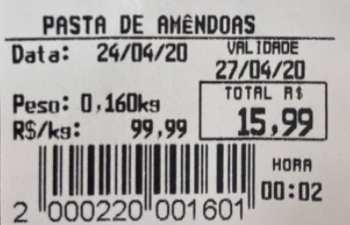 PASTA DE AMÊNDOAS
Data: 24/04/20
VALIDADE
27/04/20
Peso: 0,160kg
TOTAL R$
R$/kg: 99,99
15,99
HORA
00:02
2 000220 001601